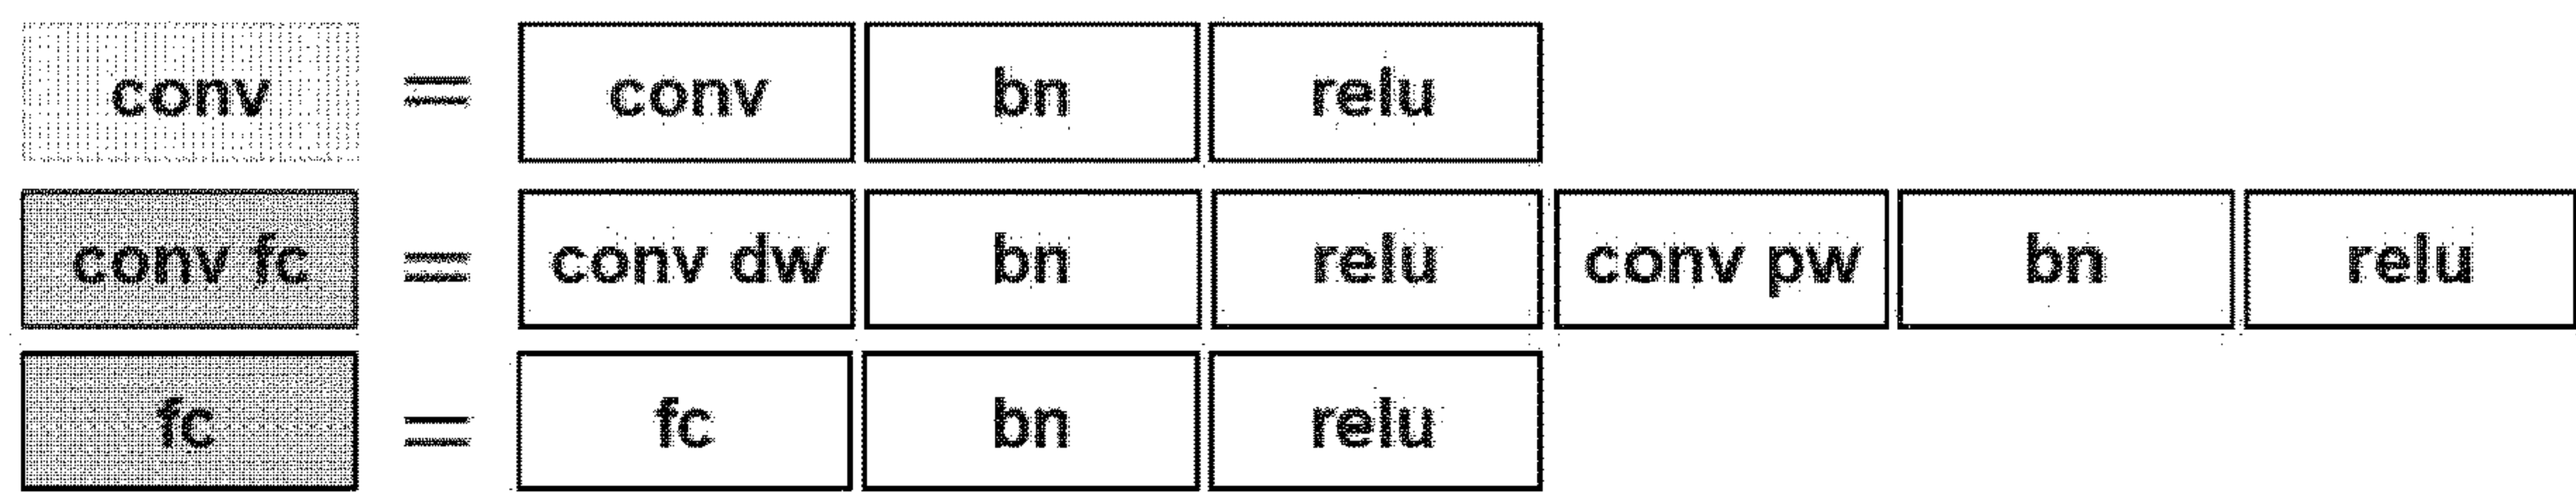 conv = conv bn relu
conv fc = conv dw bn relu conv pw bn relu
fc = fc bn relu